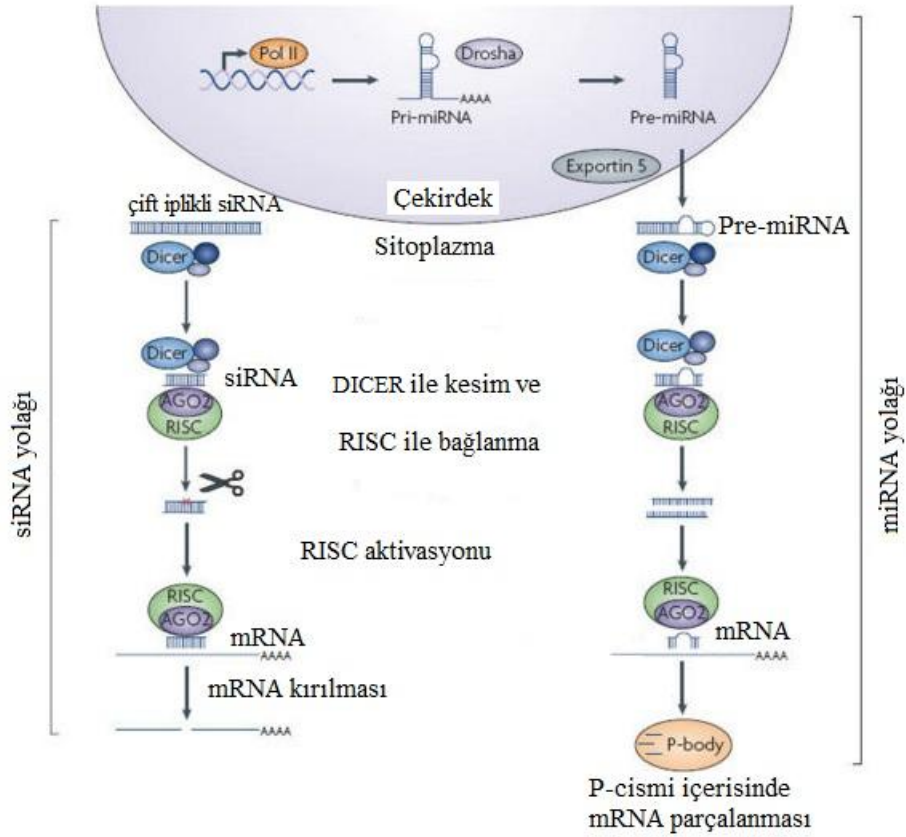 Pol II
Drosha
AAAA
Pri-miRNA
Pre-miRNA
Exportin 5
Çekirdek
Sitoplazma
çift iplikli siRNA
Dicer
Dicer
siRNA
AGO2
RISC
RISC
AGO2
mRNA
AAAA
mRNA kırılması
AAAA
siRNA yolağı
DICER ile kesim ve
RISC ile bağlanma
RISC aktivasyonu
Pre-miRNA
Dicer
Dicer
AGO2
RISC
RISC
AGO2
mRNA
AAAA
P-body
P-cismi içerisinde
mRNA parçalanması
miRNA yolağı